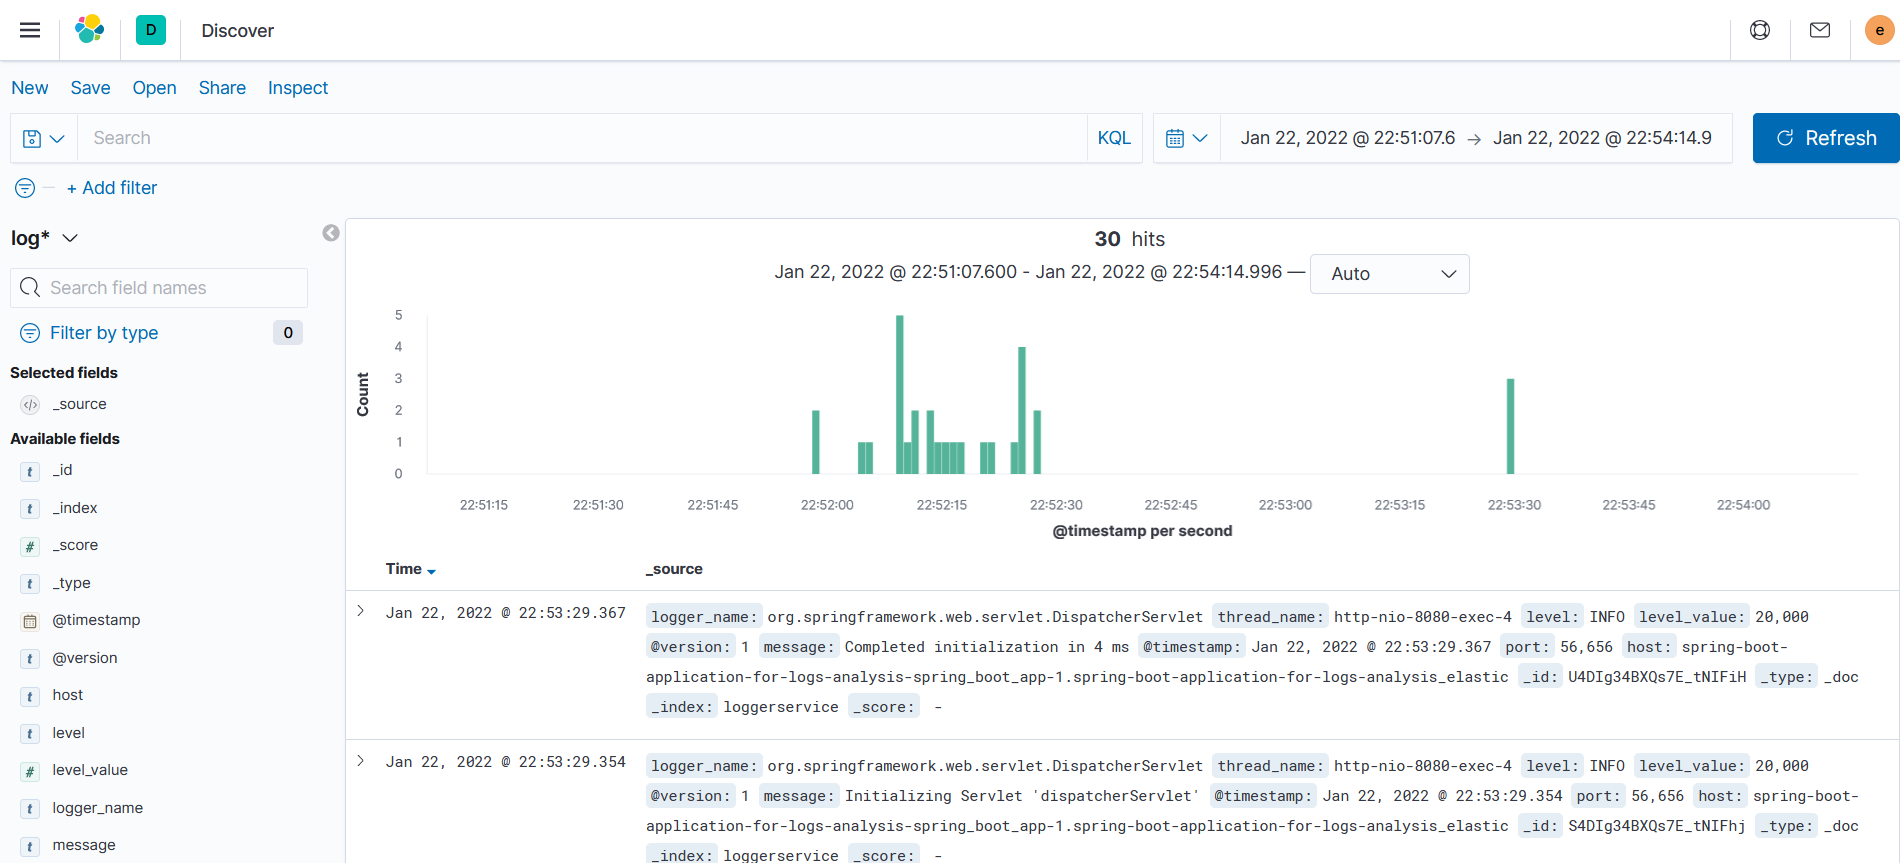 D Discover e
New Save Open Share Inspect
Search KQL Jan 22, 2022 @ 22:51:07.6 → Jan 22, 2022 @ 22:54:14.9 Refresh
+ Add filter
log*
30 hits
Jan 22, 2022 @ 22:51:07.600 - Jan 22, 2022 @ 22:54:14.996 — Auto
Search field names
Filter by type 0
Selected fields
_source
Available fields
t _id
t _index
# _score
t _type
@timestamp
t @version
t host
t level
# level_value
t logger_name
t message
Count
5
4
3
2
1
0
22:51:15 22:51:30 22:51:45 22:52:00 22:52:15 22:52:30 22:52:45 22:53:00 22:53:15 22:53:30 22:53:45 22:54:00
@timestamp per second
Time _source
Jan 22, 2022 @ 22:53:29.367 logger_name: org.springframework.web.servlet.DispatcherServlet thread_name: http-nio-8080-exec-4 level: INFO level_value: 20,000
@version: 1 message: Completed initialization in 4 ms @timestamp: Jan 22, 2022 @ 22:53:29.367 port: 56,656 host: spring-boot-
application-for-logs-analysis-spring_boot_app-1.spring-boot-application-for-logs-analysis_elastic _id: U4DIg34BXQs7E_tNIFiH _type: _doc
_index: loggerservice _score: -
Jan 22, 2022 @ 22:53:29.354 logger_name: org.springframework.web.servlet.DispatcherServlet thread_name: http-nio-8080-exec-4 level: INFO level_value: 20,000
@version: 1 message: Initializing Servlet 'dispatcherServlet' @timestamp: Jan 22, 2022 @ 22:53:29.354 port: 56,656 host: spring-boot-
application-for-logs-analysis-spring_boot_app-1.spring-boot-application-for-logs-analysis_elastic _id: S4DIg34BXQs7E_tNIFhj _type: _doc
_index: loggerservice _score: -